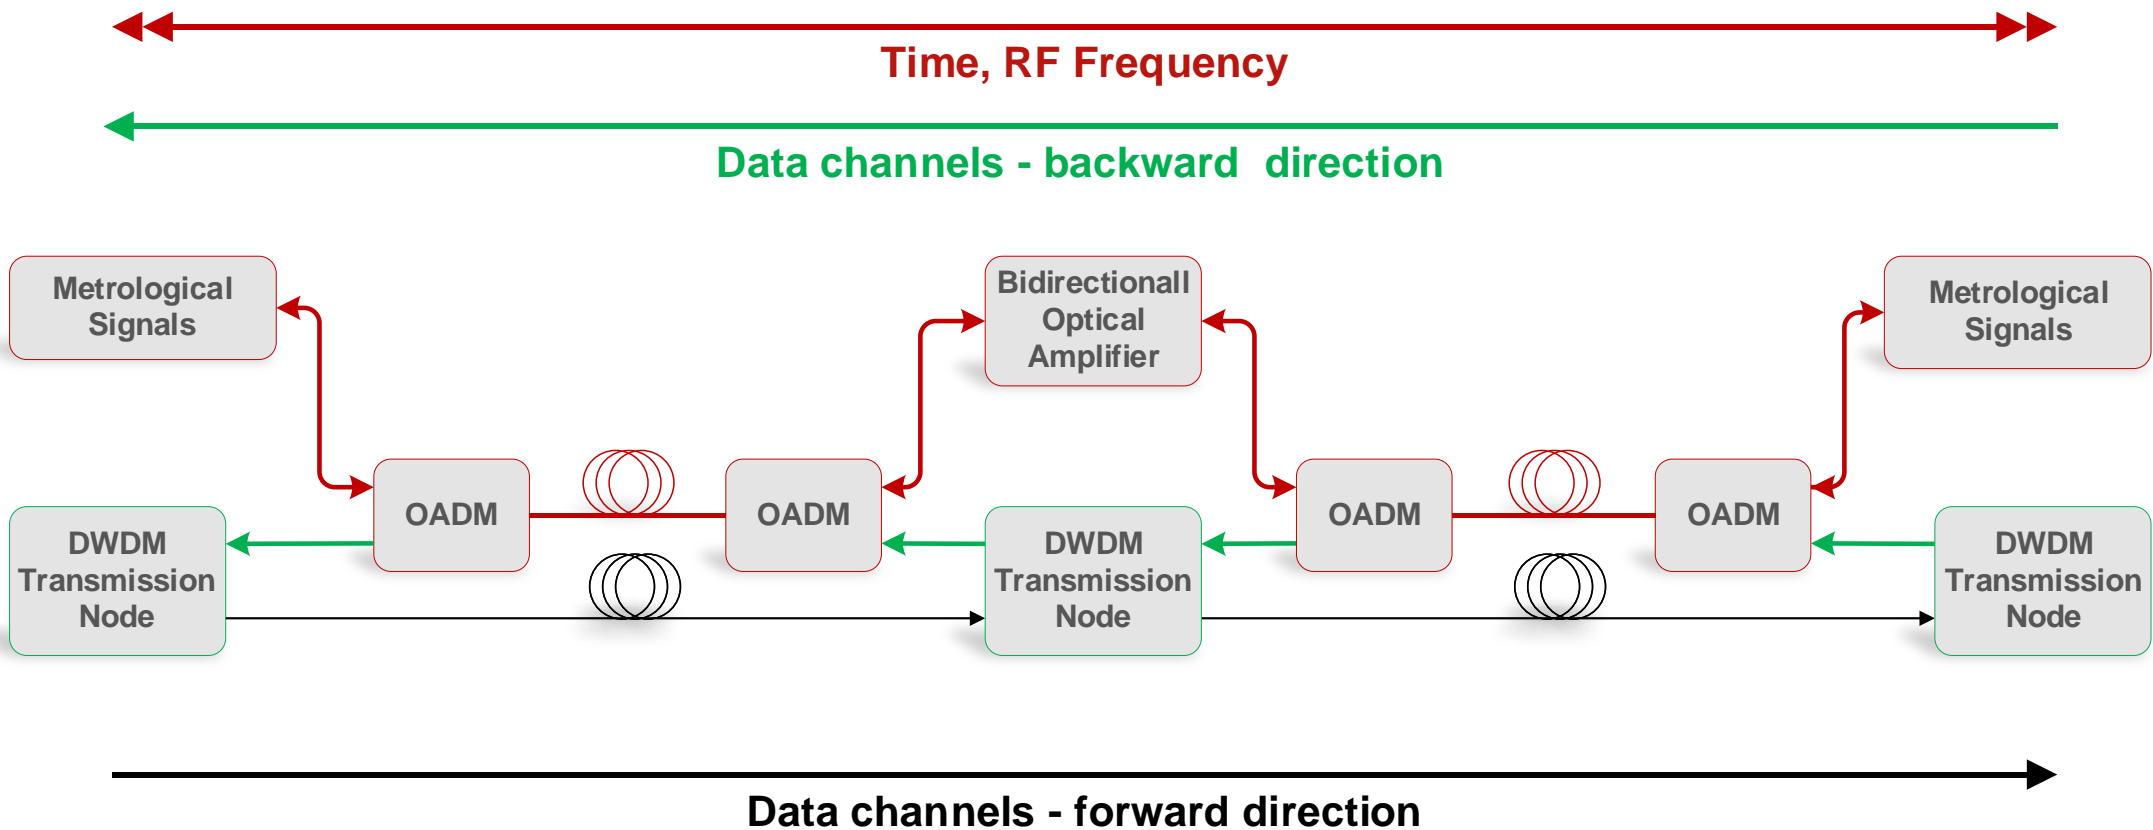 Time, RF Frequency
Data channels - backward direction
Metrological
Signals
Bidirectionall
Optical
Amplifier
Metrological
Signals
OADM
OADM
OADM
OADM
DWDM
Transmission
Node
DWDM
Transmission
Node
DWDM
Transmission
Node
Data channels - forward direction